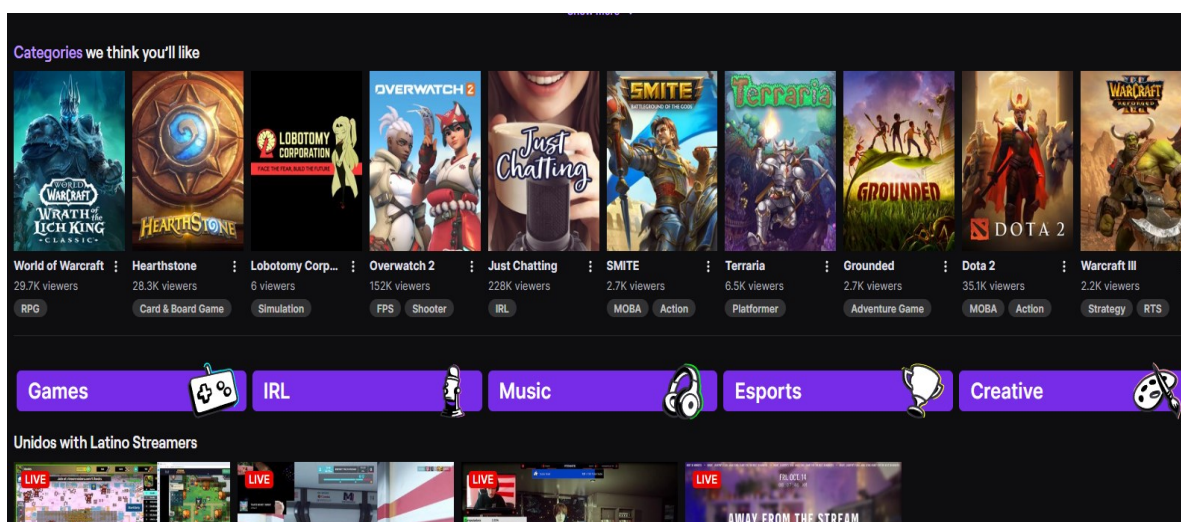 Categories we think you'll like
WORLD
WARCRAFT
WRATH of the
LICH KING
•CLASSIC•
HEARTHSTONE
LOBOTOMY
CORPORATION
FACE THE FEAR, BUILD THE FUTURE
OVERWATCH 2
Just
Chatting
SMITE
BATTLEGROUND OF THE GODS
Terraria
GROUNDED
DOTA 2
WARCRAFT
III
REFORGED
World of Warcraft
Hearthstone
Lobotomy Corp...
Overwatch 2
Just Chatting
SMITE
Terraria
Grounded
Dota 2
Warcraft III
29.7K viewers
28.3K viewers
6 viewers
152K viewers
228K viewers
2.7K viewers
6.5K viewers
2.7K viewers
35.1K viewers
2.2K viewers
RPG
Card & Board Game
Simulation
FPS Shooter
IRL
MOBA Action
Platformer
Adventure Game
MOBA Action
Strategy RTS
Games
IRL
Music
Esports
Creative
Unidos with Latino Streamers
LIVE
LIVE
LIVE
LIVE
FRI, OCT 14
AWAY FROM THE STREAM